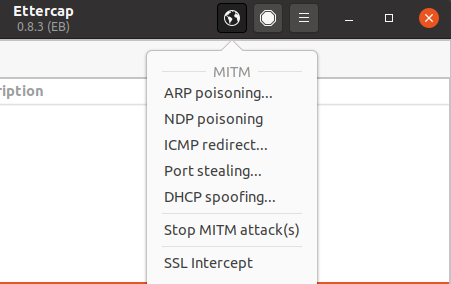 Ettercap
0.8.3 (EB)
ription
MITM
ARP poisoning...
NDP poisoning
ICMP redirect...
Port stealing...
DHCP spoofing...
Stop MITM attack(s)
SSL Intercept